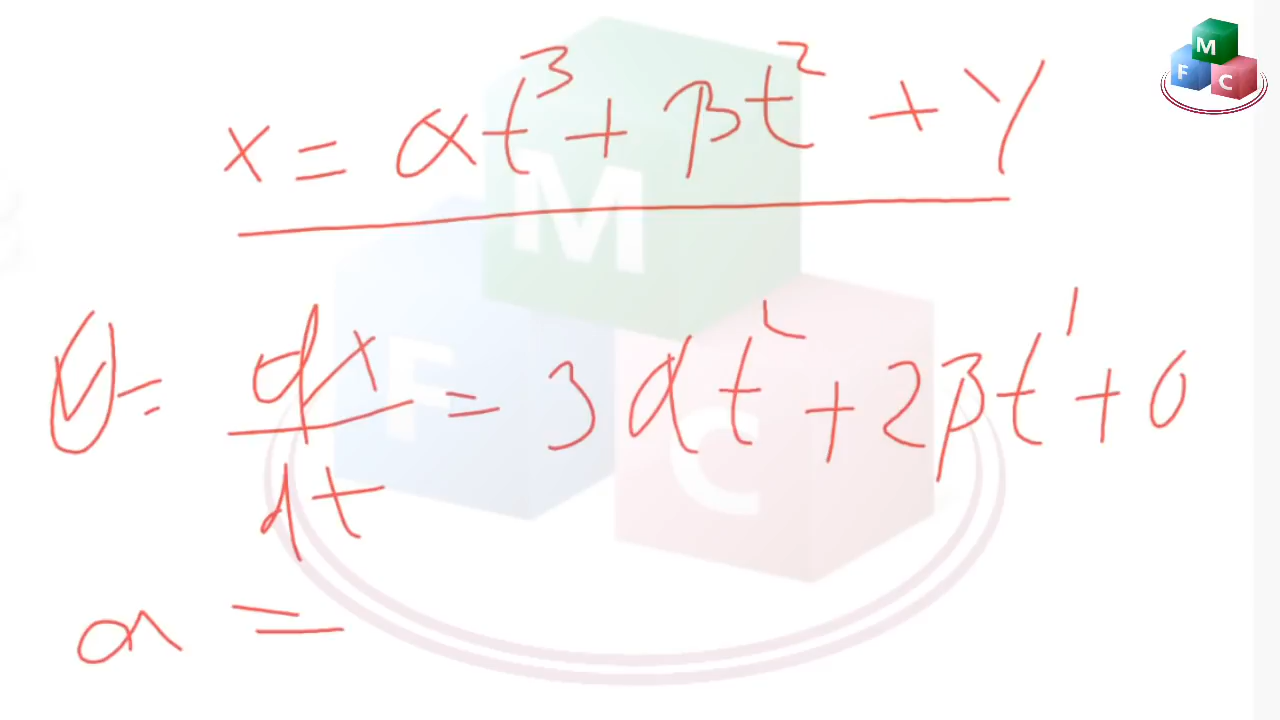 M
F C
x = αt³ + βt² + γ
v = dx/dt = 3αt² + 2βt¹ + 0
a =
M
F
C